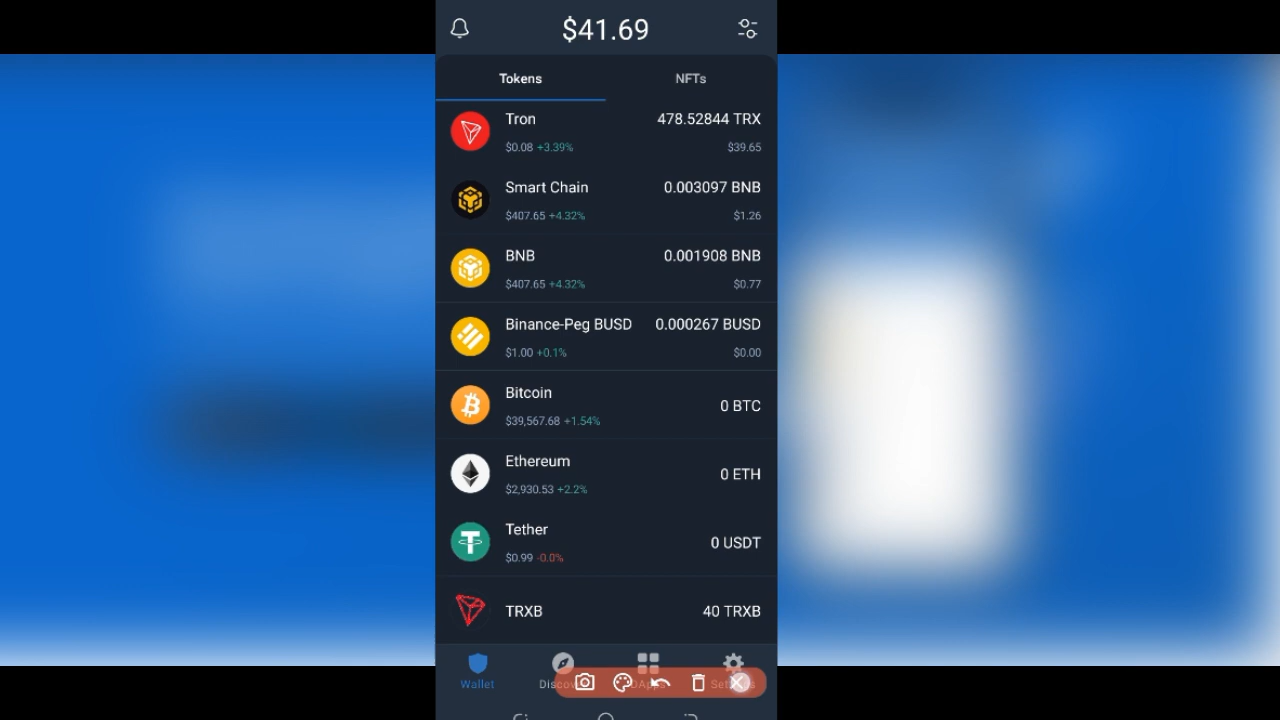 $41.69
Tokens NFTs
Tron 478.52844 TRX
$0.08 +3.39% $39.65
Smart Chain 0.003097 BNB
$407.65 +4.32% $1.26
BNB 0.001908 BNB
$407.65 +4.32% $0.77
Binance-Peg BUSD 0.000267 BUSD
$1.00 +0.1% $0.00
Bitcoin 0 BTC
$39,567.68 +1.54%
Ethereum 0 ETH
$2,930.53 +2.2%
Tether 0 USDT
$0.99 -0.0%
TRXB 40 TRXB
Wallet